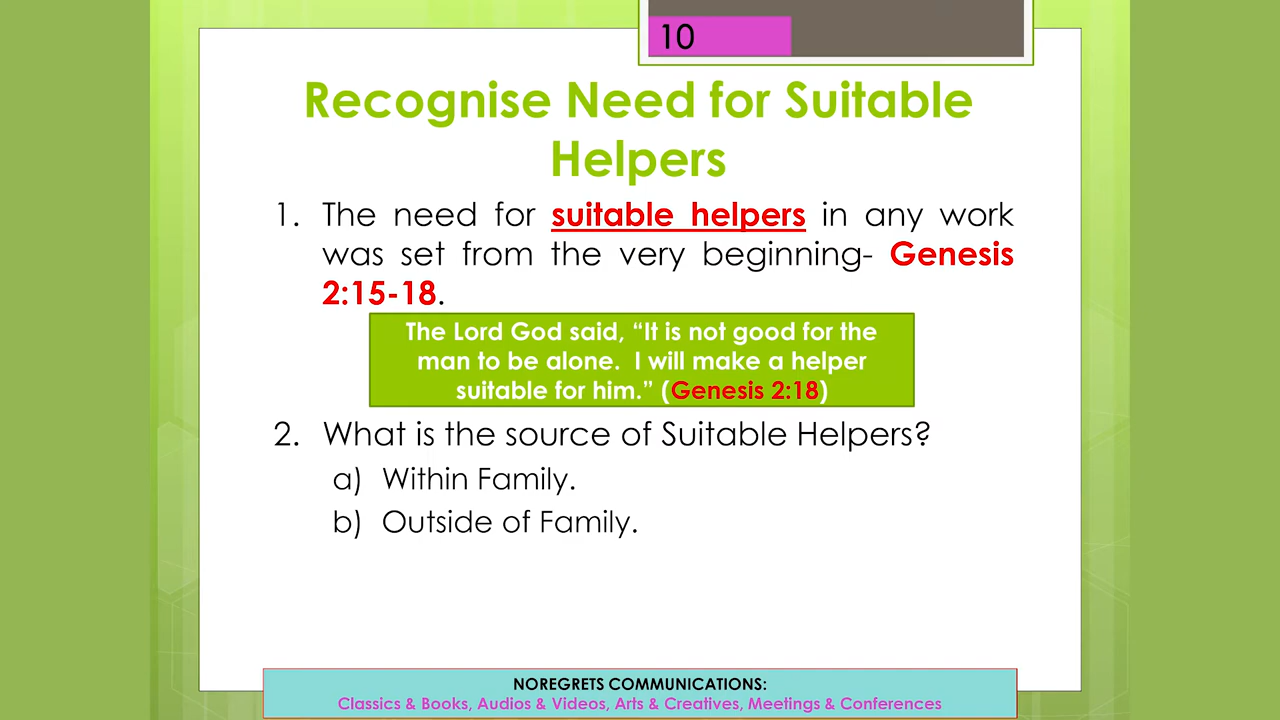 10
Recognise Need for Suitable
Helpers
1. The need for suitable helpers in any work
was set from the very beginning- Genesis
2:15-18.
The Lord God said, “It is not good for the
man to be alone.  I will make a helper
suitable for him.” (Genesis 2:18)
2. What is the source of Suitable Helpers?
a) Within Family.
b) Outside of Family.
NOREGRETS COMMUNICATIONS:
Classics & Books, Audios & Videos, Arts & Creatives, Meetings & Conferences